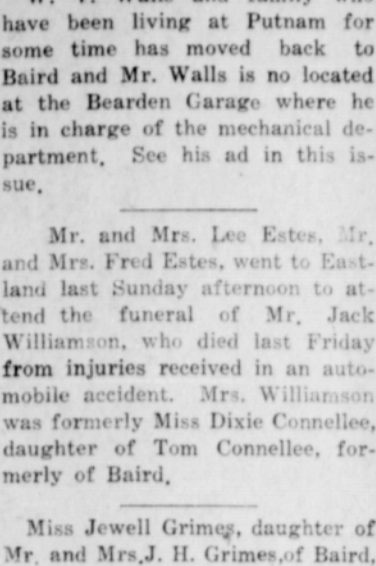 have been living at Putnam for
some time has moved back to
Baird and Mr. Walls is no located
at the Bearden Garage where he
is in charge of the mechanical de-
partment. See his ad in this is-
sue.
Mr. and Mrs. Lee Estes, Mr.
and Mrs. Fred Estes, went to East-
land last Sunday afternoon to at-
tend the funeral of Mr. Jack
Williamson, who died last Friday
from injuries received in an auto-
mobile accident. Mrs. Williamson
was formerly Miss Dixie Connellee,
daughter of Tom Connellee, for-
merly of Baird.
Miss Jewell Grimes, daughter of
Mr. and Mrs.J. H. Grimes,of Baird,